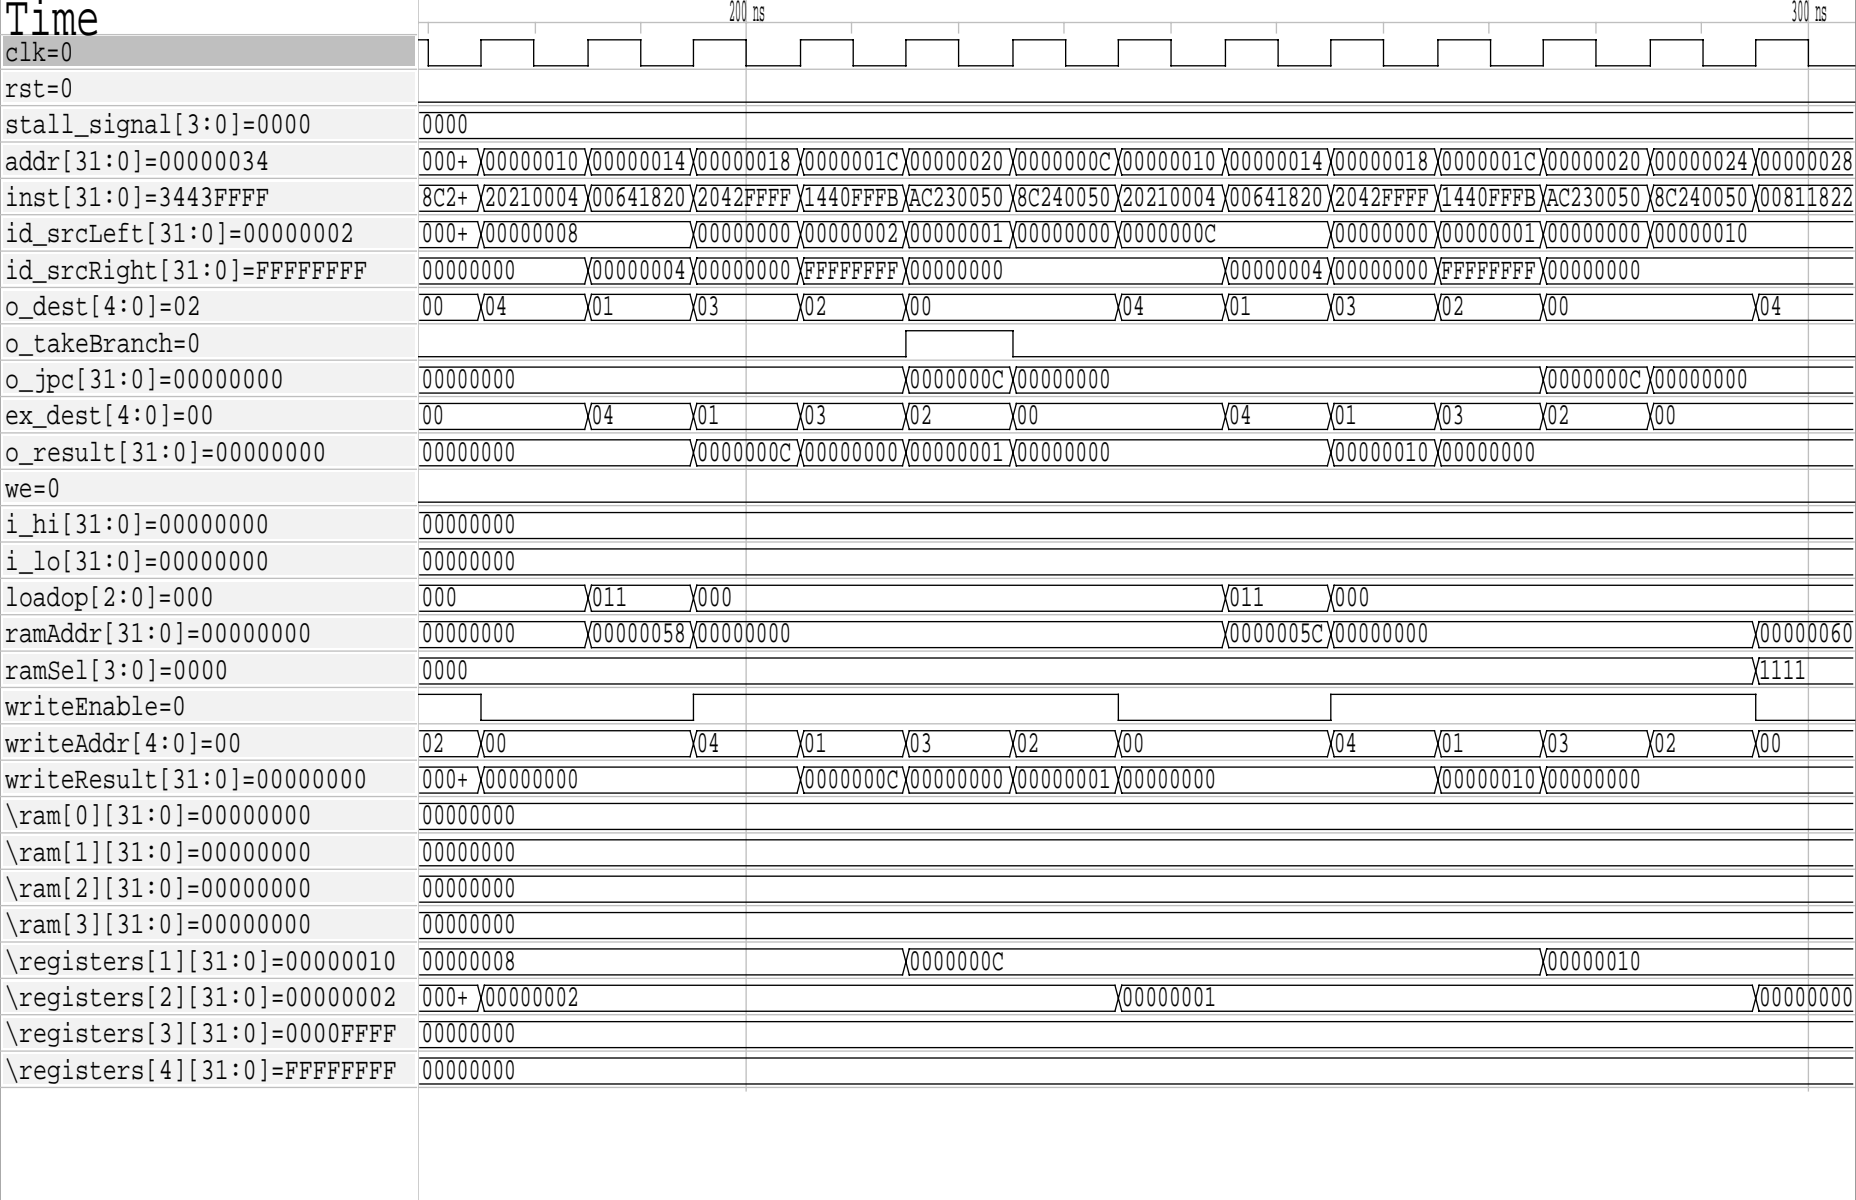 Time 200 ns 300 ns
clk=0
rst=0
stall_signal[3:0]=0000 0000
addr[31:0]=00000034 000+ 00000010 00000014 00000018 0000001C 00000020 0000000C 00000010 00000014 00000018 0000001C 00000020 00000024 00000028
inst[31:0]=3443FFFF 8C2+ 20210004 00641820 2042FFFF 1440FFFB AC230050 8C240050 20210004 00641820 2042FFFF 1440FFFB AC230050 8C240050 00811822
id_srcLeft[31:0]=00000002 000+ 00000008 00000000 00000002 00000001 00000000 0000000C 00000000 00000001 00000000 00000010
id_srcRight[31:0]=FFFFFFFF 00000000 00000004 00000000 FFFFFFFF 00000000 00000004 00000000 FFFFFFFF 00000000
o_dest[4:0]=02 00 04 01 03 02 00 04 01 03 02 00 04
o_takeBranch=0
o_jpc[31:0]=00000000 00000000 0000000C 00000000 0000000C 00000000
ex_dest[4:0]=00 00 04 01 03 02 00 04 01 03 02 00
o_result[31:0]=00000000 00000000 0000000C 00000000 00000001 00000000 00000010 00000000
we=0
i_hi[31:0]=00000000 00000000
i_lo[31:0]=00000000 00000000
loadop[2:0]=000 000 011 000 011 000
ramAddr[31:0]=00000000 00000000 00000058 00000000 0000005C 00000000 00000060
ramSel[3:0]=0000 0000 1111
writeEnable=0
writeAddr[4:0]=00 02 00 04 01 03 02 00 04 01 03 02 00
writeResult[31:0]=00000000 000+ 00000000 0000000C 00000000 00000001 00000000 00000010 00000000
\ram[0][31:0]=00000000 00000000
\ram[1][31:0]=00000000 00000000
\ram[2][31:0]=00000000 00000000
\ram[3][31:0]=00000000 00000000
\registers[1][31:0]=00000010 00000008 0000000C 00000010
\registers[2][31:0]=00000002 000+ 00000002 00000001 00000000
\registers[3][31:0]=0000FFFF 00000000
\registers[4][31:0]=FFFFFFFF 00000000